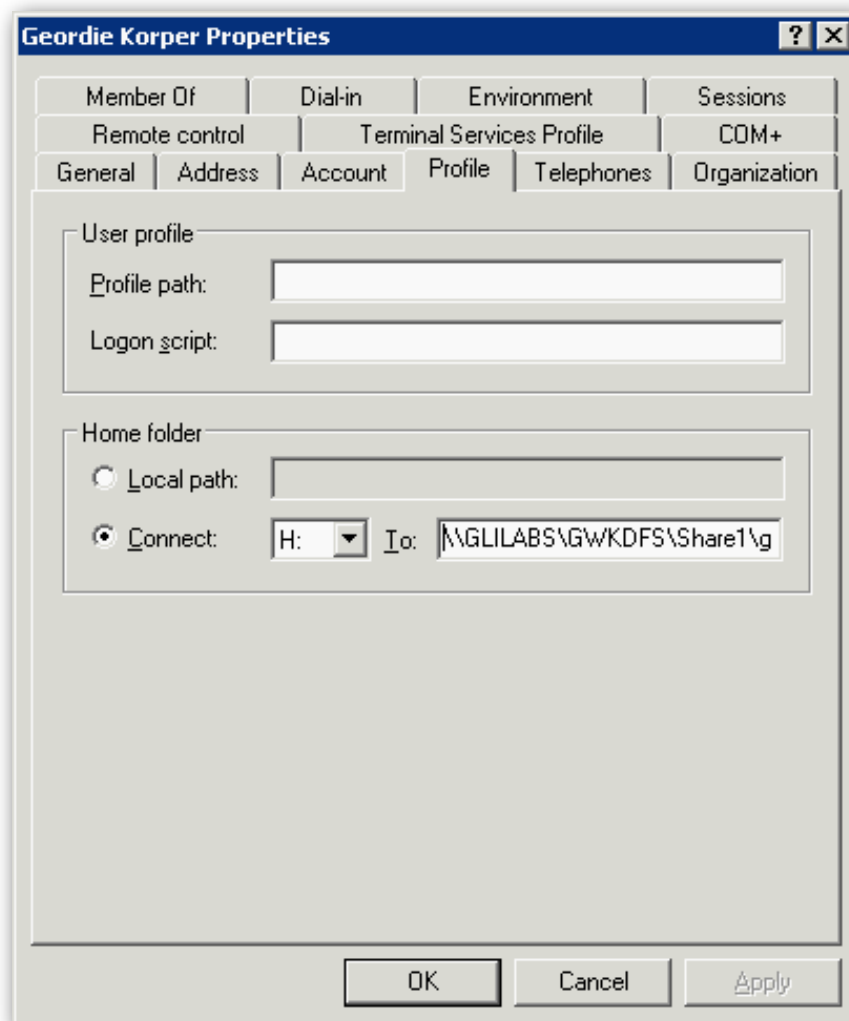 Geordie Korper Properties
Member Of Dial-in Environment Sessions
Remote control Terminal Services Profile COM+
General Address Account Profile Telephones Organization
User profile
Profile path:
Logon script:
Home folder
Local path:
Connect: H: To: \\GLILABS\GWKDFS\Share1\g
OK Cancel Apply